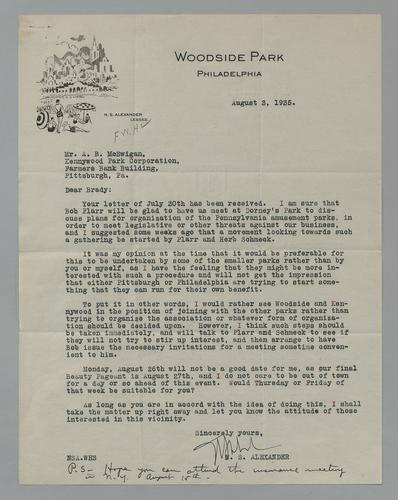 WOODSIDE PARK
PHILADELPHIA
N. S. ALEXANDER
LESSEE
August 3, 1935.
Mr. A. B. McSwigan,
Kennywood Park Corporation,
Farmers Bank Building,
Pittsburgh, Pa.
Dear Brady:
Your letter of July 30th has been received. I am sure that
Bob Plarr will be glad to have us meet at Dorney's Park to dis-
cuss plans for organization of the Pennsylvania amusement parks, in
order to meet legislative or other threats against our business,
and I suggested some weeks ago that a movement looking towards such
a gathering be started by Plarr and Herb Schmeck.
It was my opinion at the time that it would be preferable for
this to be undertaken by some of the smaller parks rather than by
you or myself, as I have the feeling that they might be more in-
terested with such a procedure and will not get the impression
that either Pittsburgh or Philadelphia are trying to start some-
thing that they can run for their own benefit.
To put it in other words, I would rather see Woodside and Ken-
nywood in the position of joining with the other parks rather than
trying to organize the association or whatever form of organiza-
tion should be decided upon. However, I think such steps should
be taken immediately, and will talk to Plarr and Schmeck to see if
they will not try to stir up interest, and then arrange to have
Bob issue the necessary invitations for a meeting sometime conven-
ient to him.
Monday, August 26th will not be a good date for me, as our final
Beauty Pageant is August 27th, and I do not care to be out of town
for a day or so ahead of this event. Would Thursday or Friday of
that week be suitable for you?
As long as you are in accord with the idea of doing this, I shall
take the matter up right away and let you know the attitude of those
interested in this vicinity.
Sincerely yours,
N. S. ALEXANDER
NSA.WHS
P.S - Hope you can attend the insurance meeting
in N.Y. August 15th.